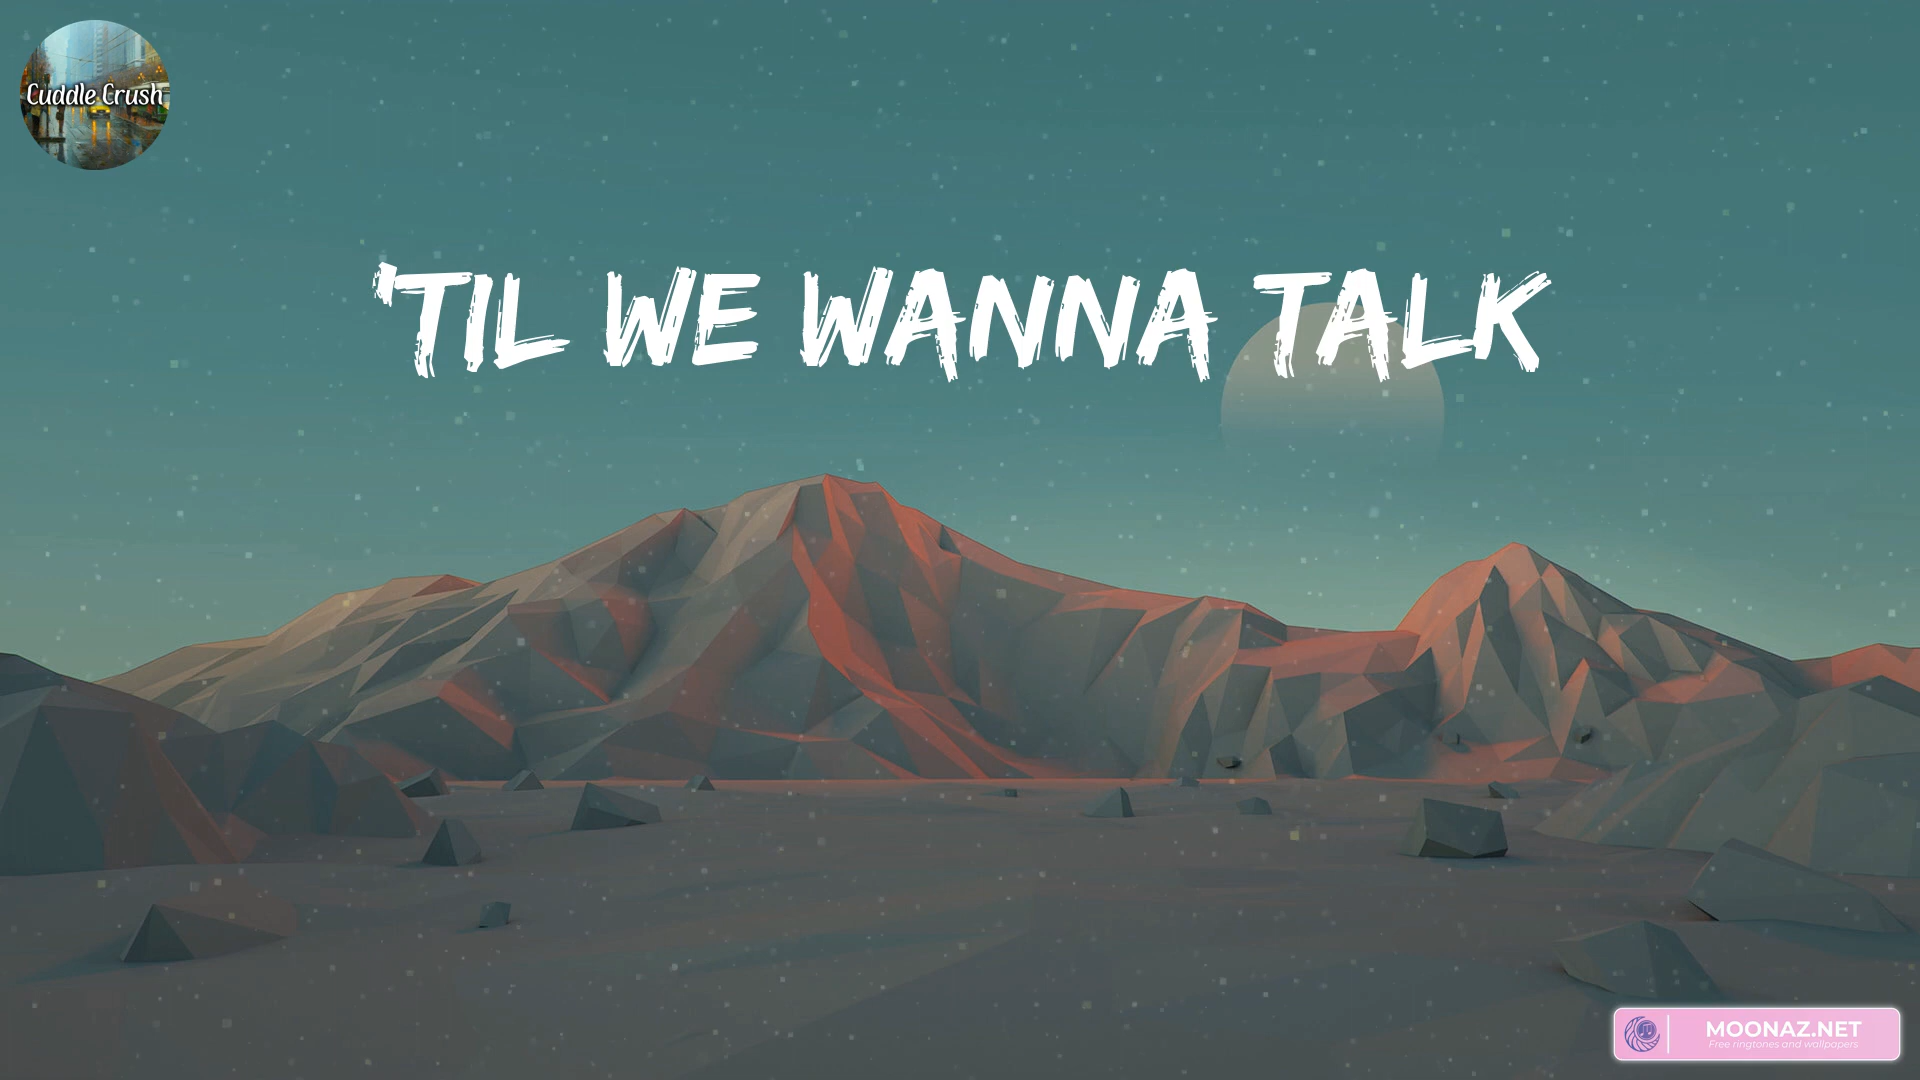 Cuddle Crush
'TIL WE WANNA TALK
MOONAZ.NET
Free ringtones and wallpapers